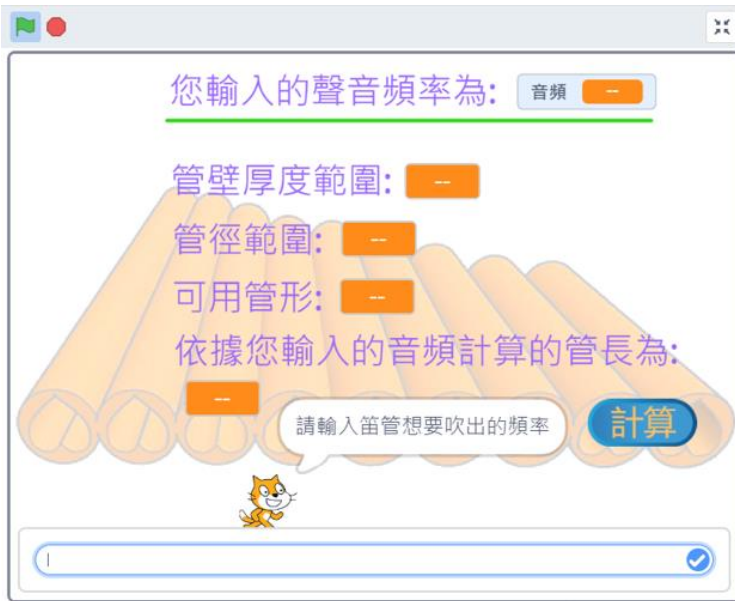 您輸入的聲音頻率為: 音頻 --
管壁厚度範圍: --
管徑範圍: --
可用管形: --
依據您輸入的音頻計算的管長為:
--
請輸入笛管想要吹出的頻率
計算